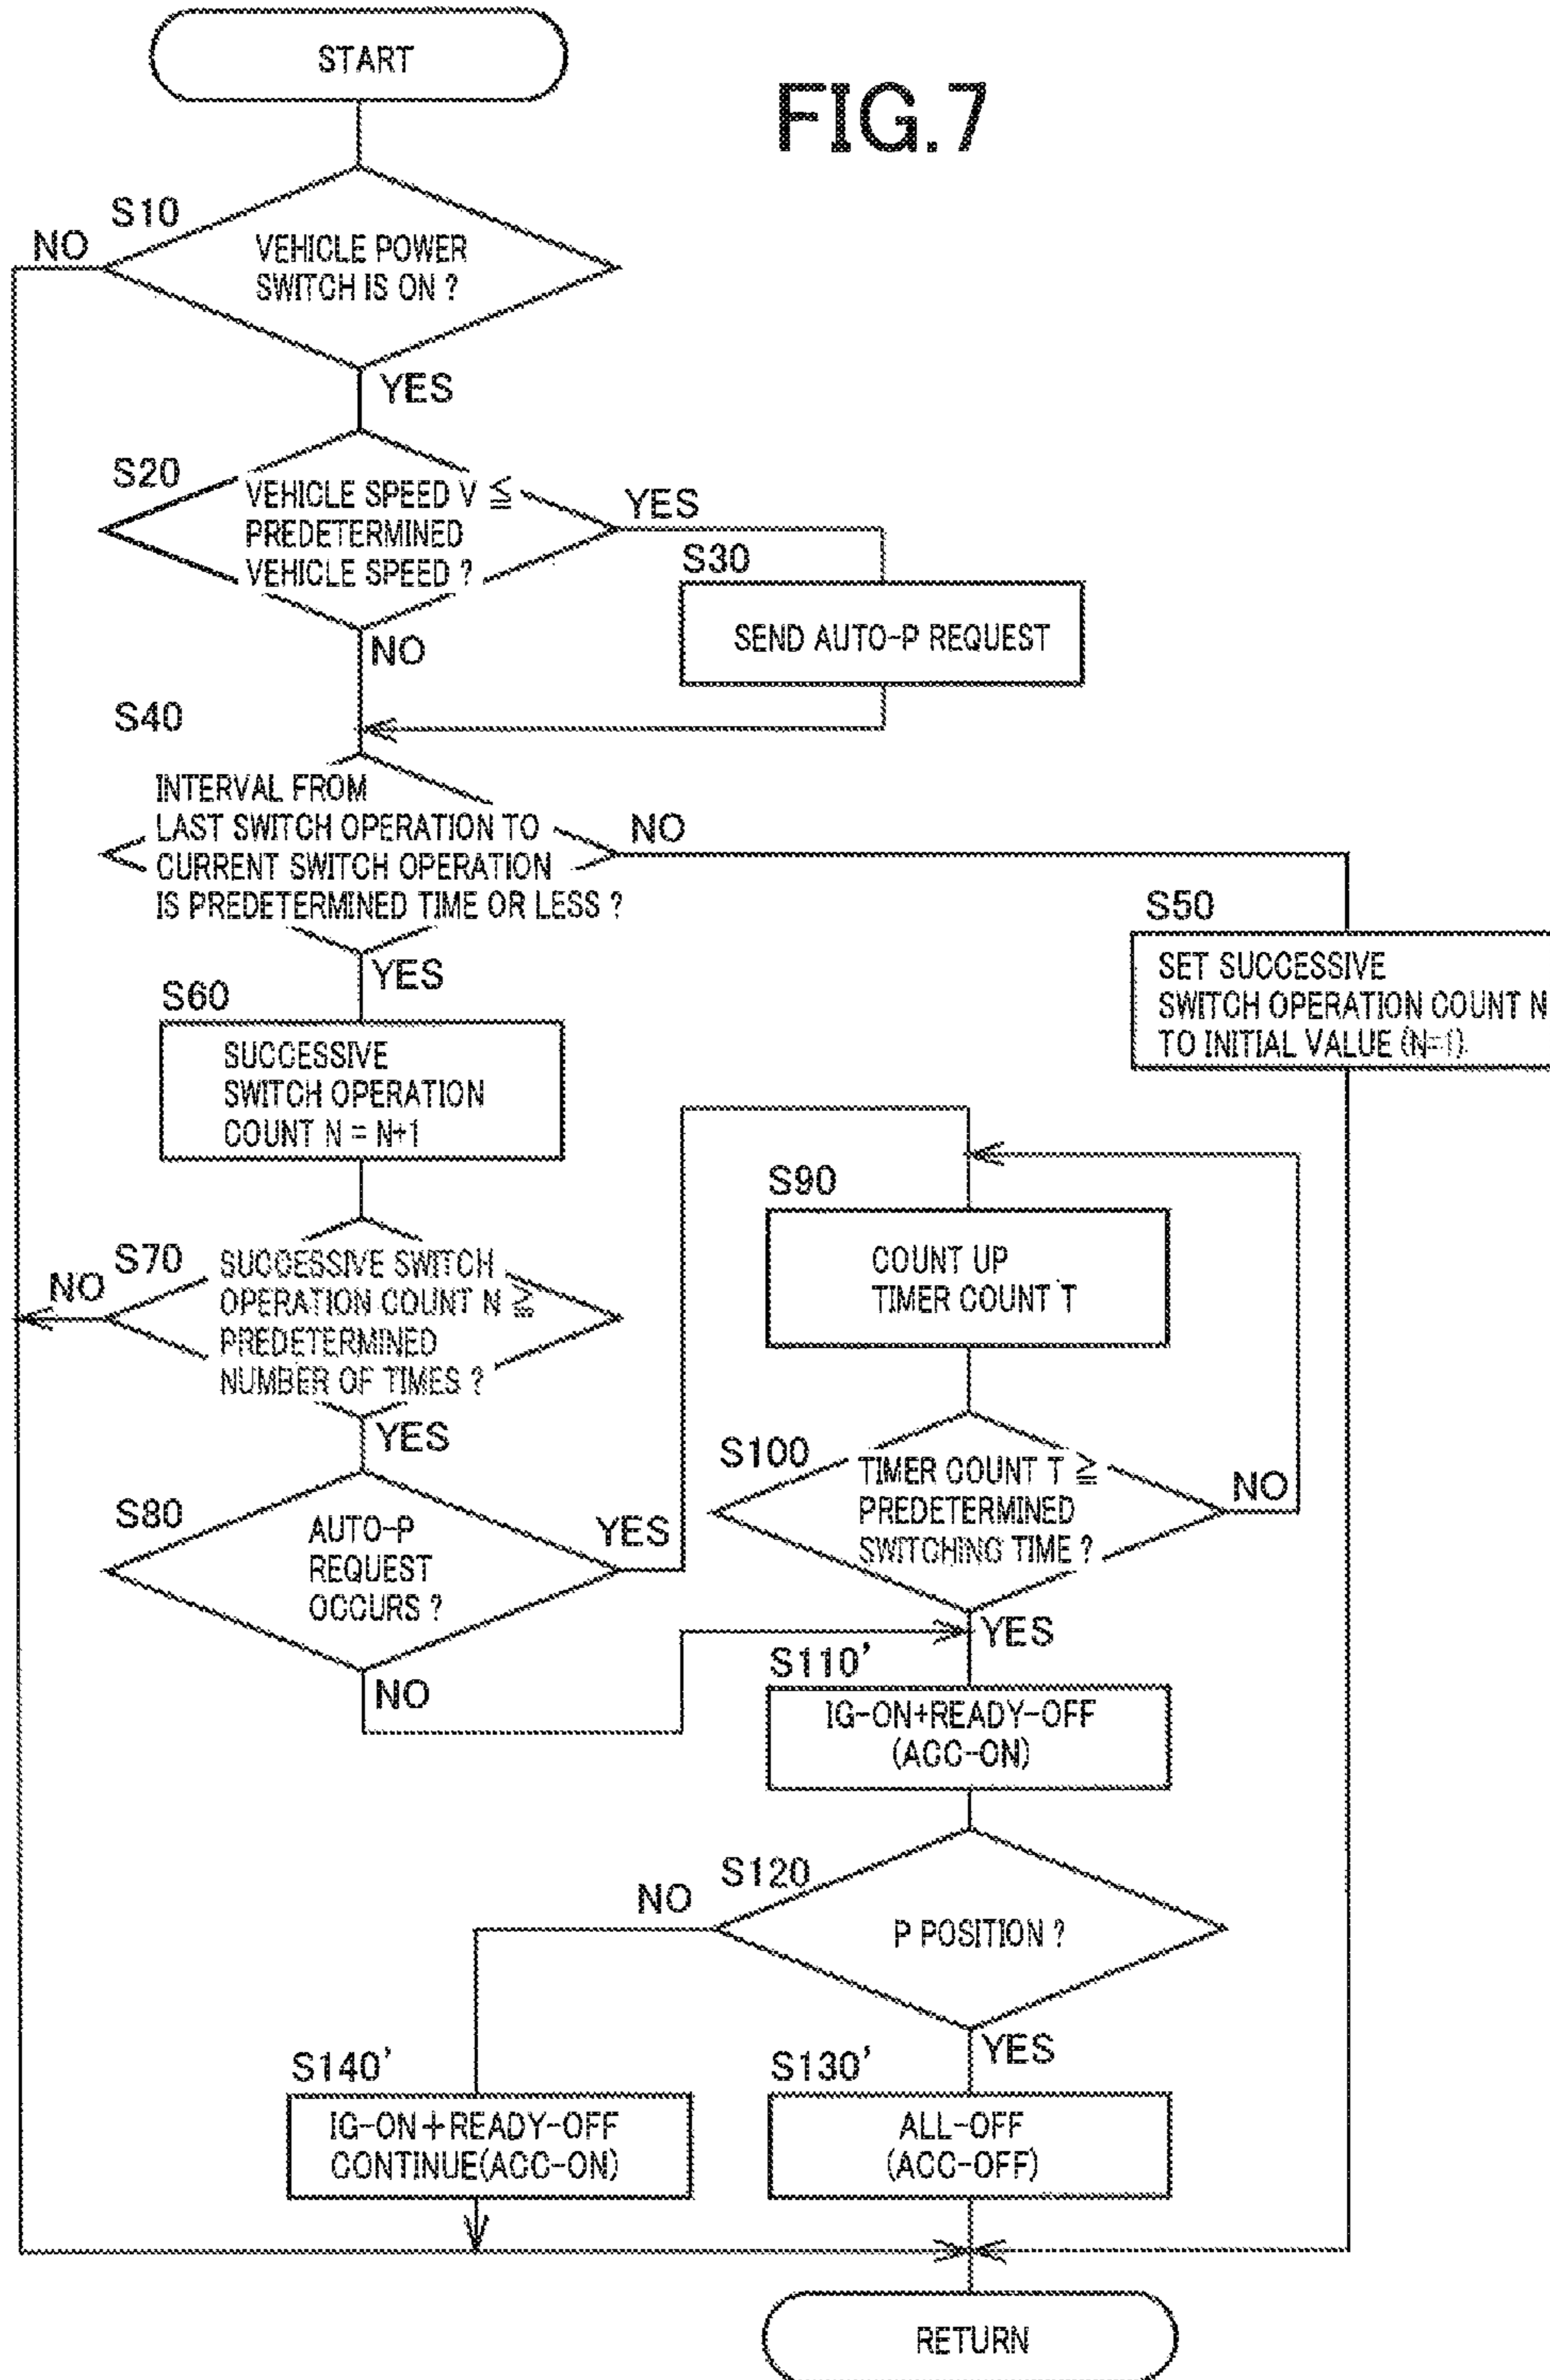 START
FIG.7
S10
NO
VEHICLE POWER
SWITCH IS ON ?
YES
S20
VEHICLE SPEED V ≦
PREDETERMINED
VEHICLE SPEED ?
YES
S30
SEND AUTO-P REQUEST
NO
S40
INTERVAL FROM
LAST SWITCH OPERATION TO
CURRENT SWITCH OPERATION
IS PREDETERMINED TIME OR LESS ?
NO
S50
SET SUCCESSIVE
SWITCH OPERATION COUNT N
TO INITIAL VALUE (N=1).
YES
S60
SUCCESSIVE
SWITCH OPERATION
COUNT N = N+1
S70
NO
SUCCESSIVE SWITCH
OPERATION COUNT N ≧
PREDETERMINED
NUMBER OF TIMES ?
YES
S80
AUTO-P
REQUEST
OCCURS ?
YES
NO
S90
COUNT UP
TIMER COUNT T
S100
TIMER COUNT T ≧
PREDETERMINED
SWITCHING TIME ?
NO
YES
S110'
IG-ON+READY-OFF
(ACC-ON)
S120
NO
P POSITION ?
YES
S140'
IG-ON+READY-OFF
CONTINUE(ACC-ON)
S130'
ALL-OFF
(ACC-OFF)
RETURN